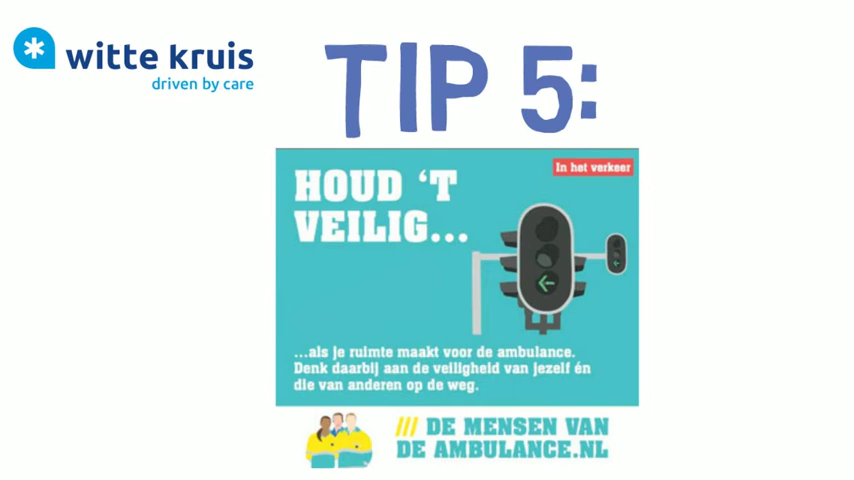 witte kruis
driven by care
TIP 5:
In het verkeer
HOUD ‘T
VEILIG...
...als je ruimte maakt voor de ambulance.
Denk daarbij aan de veiligheid van jezelf én
die van anderen op de weg.
/// DE MENSEN VAN
DE AMBULANCE.NL